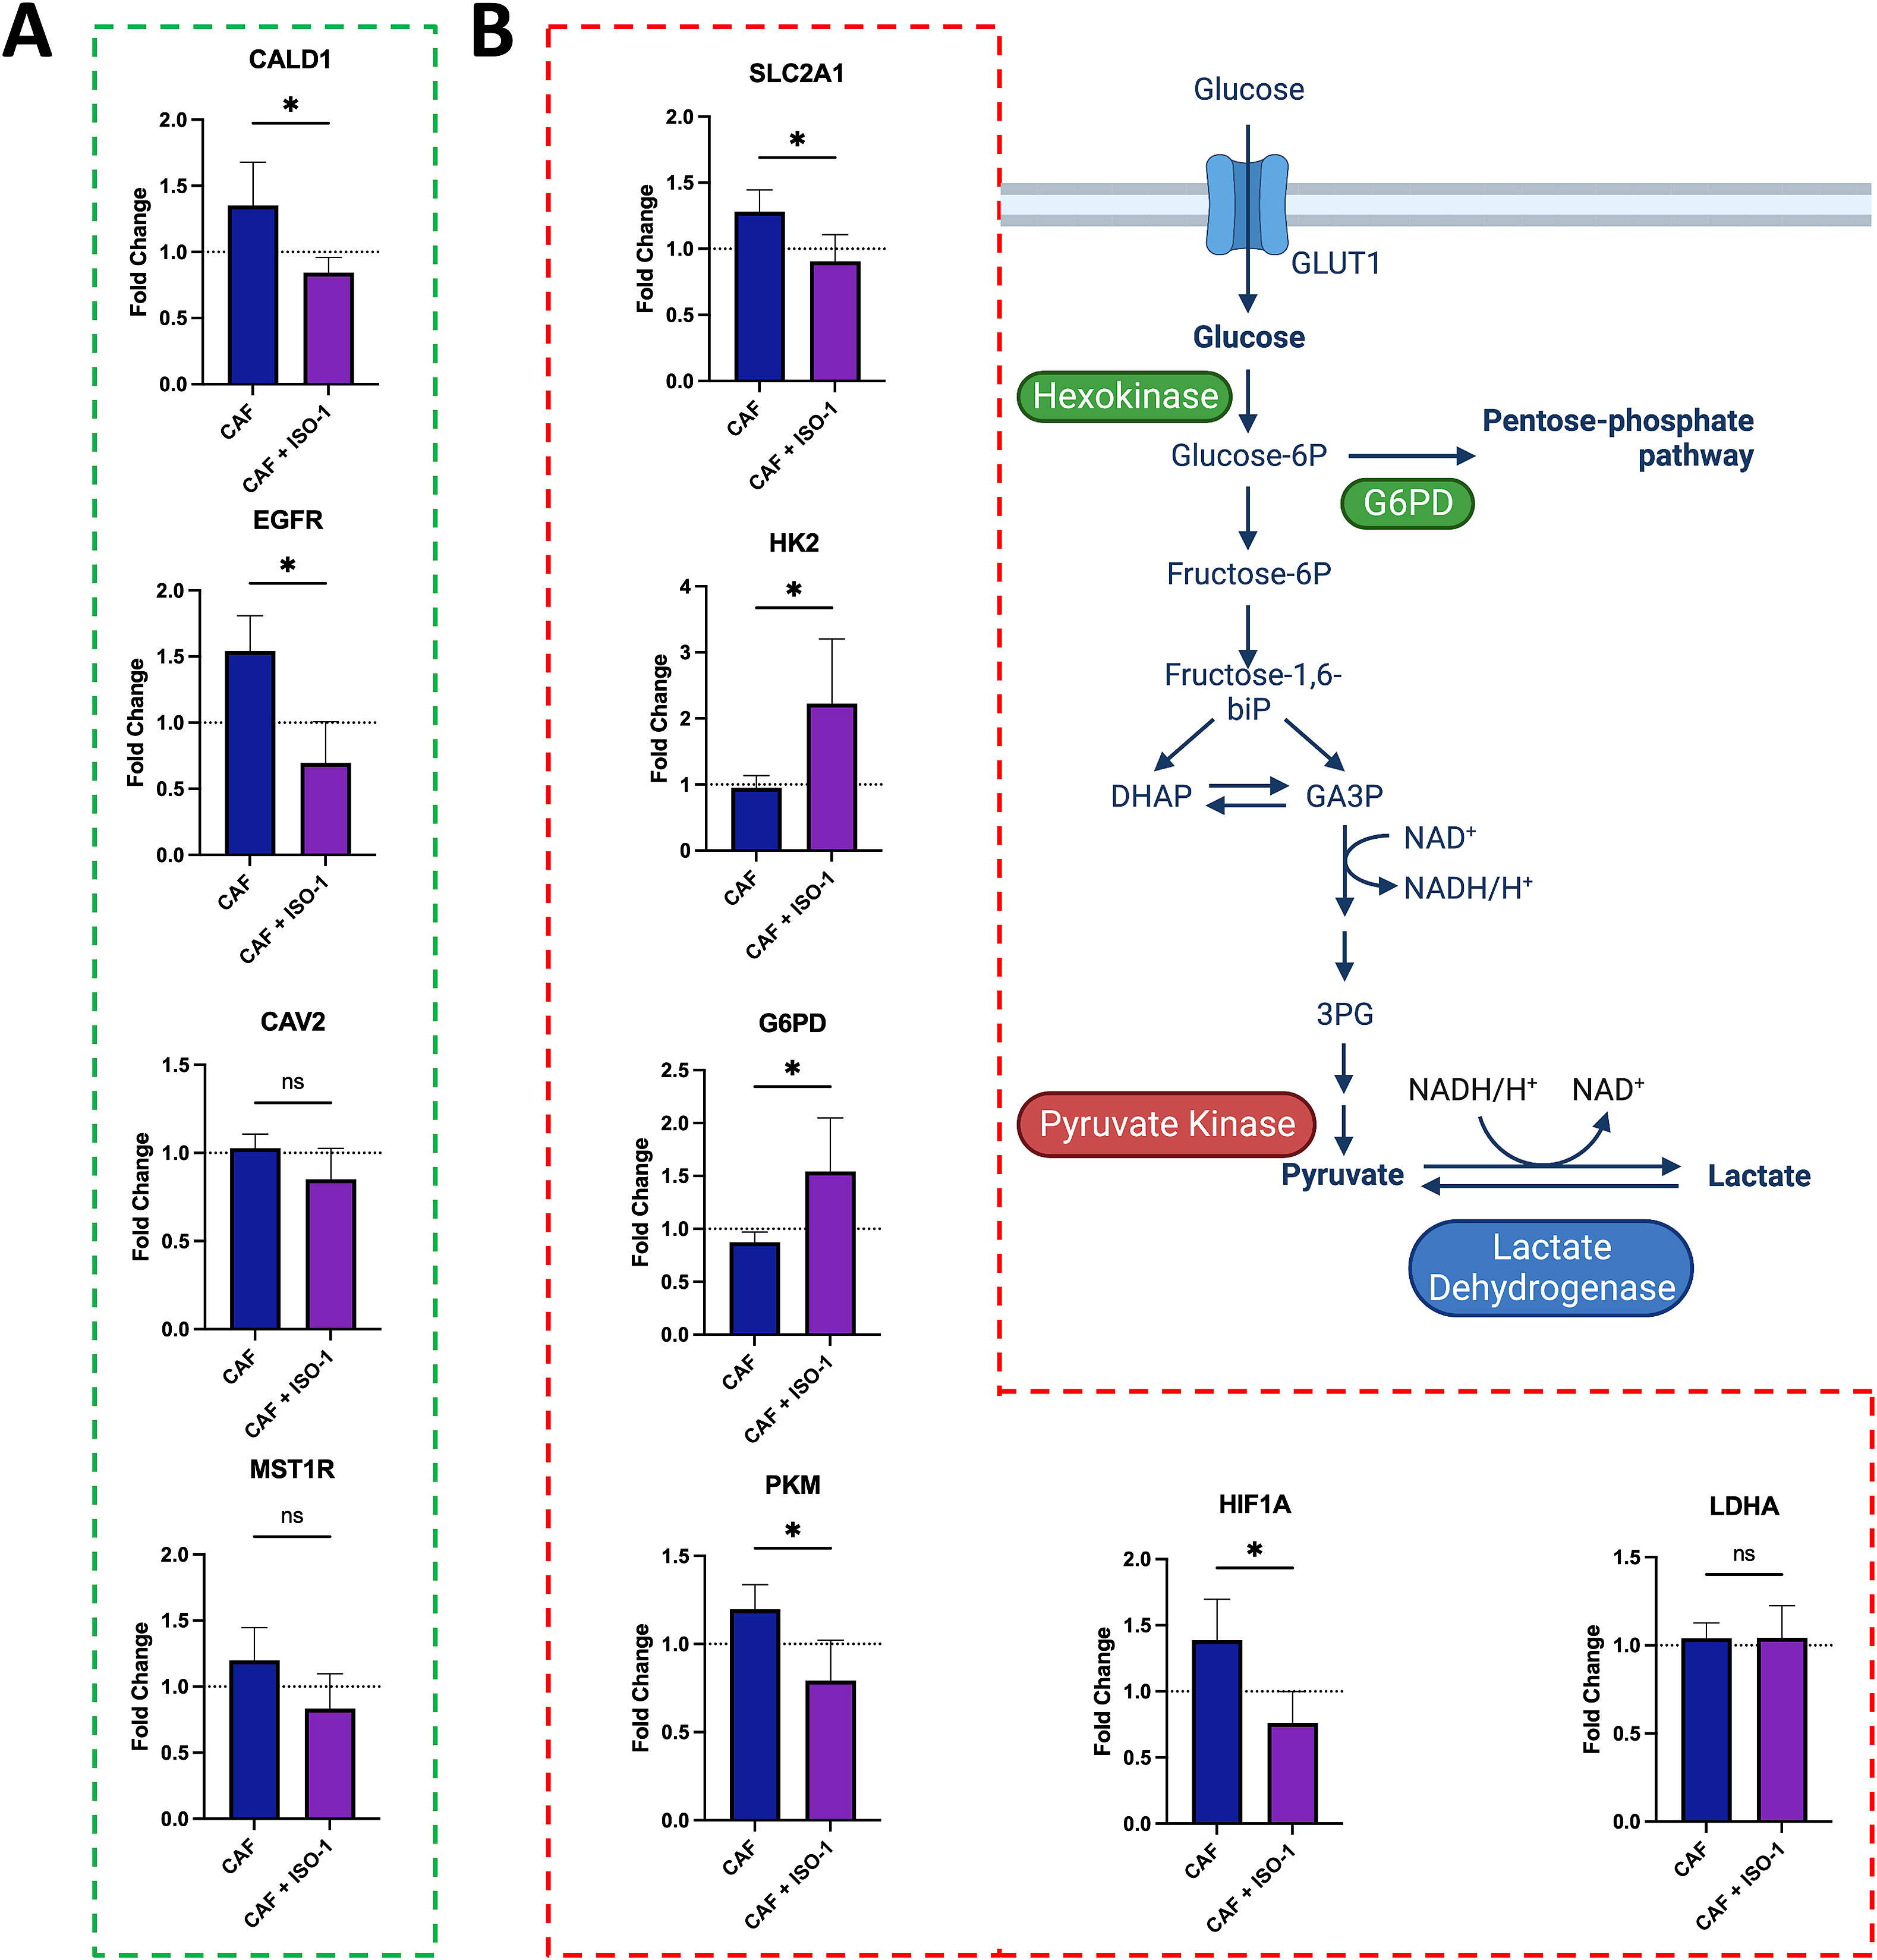 A
CALD1
*
Fold Change
2.0
1.5
1.0
0.5
0.0
CAF
CAF + ISO-1
EGFR
*
Fold Change
2.0
1.5
1.0
0.5
0.0
CAF
CAF + ISO-1
CAV2
ns
Fold Change
1.5
1.0
0.5
0.0
CAF
CAF + ISO-1
MST1R
ns
Fold Change
2.0
1.5
1.0
0.5
0.0
CAF
CAF + ISO-1
B
SLC2A1
*
Fold Change
2.0
1.5
1.0
0.5
0.0
CAF
CAF + ISO-1
HK2
*
Fold Change
4
3
2
1
0
CAF
CAF + ISO-1
G6PD
*
Fold Change
2.5
2.0
1.5
1.0
0.5
0.0
CAF
CAF + ISO-1
PKM
*
Fold Change
1.5
1.0
0.5
0.0
CAF
CAF + ISO-1
Glucose
GLUT1
Glucose
Hexokinase
Glucose-6P
Pentose-phosphate
pathway
G6PD
Fructose-6P
Fructose-1,6-
biP
DHAP
GA3P
NAD⁺
NADH/H⁺
3PG
Pyruvate Kinase
NADH/H⁺
NAD⁺
Pyruvate
Lactate
Lactate
Dehydrogenase
HIF1A
*
Fold Change
2.0
1.5
1.0
0.5
0.0
CAF
CAF + ISO-1
LDHA
ns
Fold Change
1.5
1.0
0.5
0.0
CAF
CAF + ISO-1